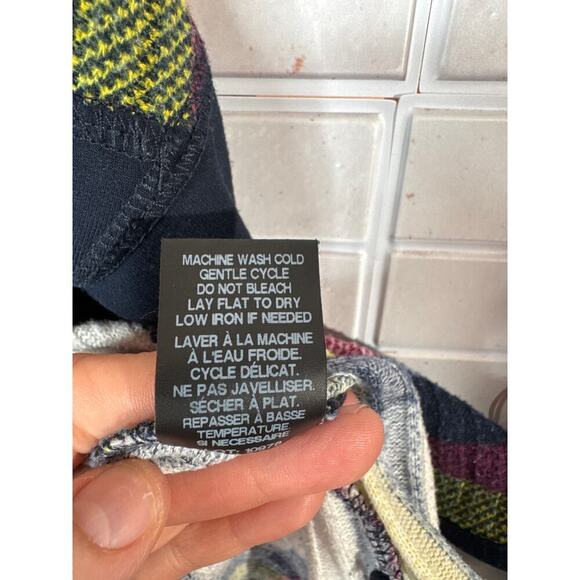 MACHINE WASH COLD
GENTLE CYCLE
DO NOT BLEACH
LAY FLAT TO DRY
LOW IRON IF NEEDED
LAVER À LA MACHINE
À L'EAU FROIDE.
CYCLE DÉLICAT.
NE PAS JAVELLISER.
SÉCHER À PLAT.
REPASSER À BASSE
TEMPERATURE
SI NECESSAIRE